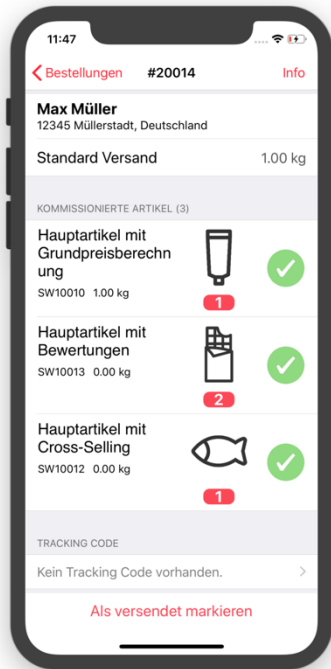 11:47
Bestellungen #20014 Info
Max Müller
12345 Müllerstadt, Deutschland
Standard Versand 1.00 kg
KOMMISSIONIERTE ARTIKEL (3)
Hauptartikel mit
Grundpreisberechn
ung
SW10010 1.00 kg
1
Hauptartikel mit
Bewertungen
SW10013 0.00 kg
2
Hauptartikel mit
Cross-Selling
SW10012 0.00 kg
1
TRACKING CODE
Kein Tracking Code vorhanden.
Als versendet markieren